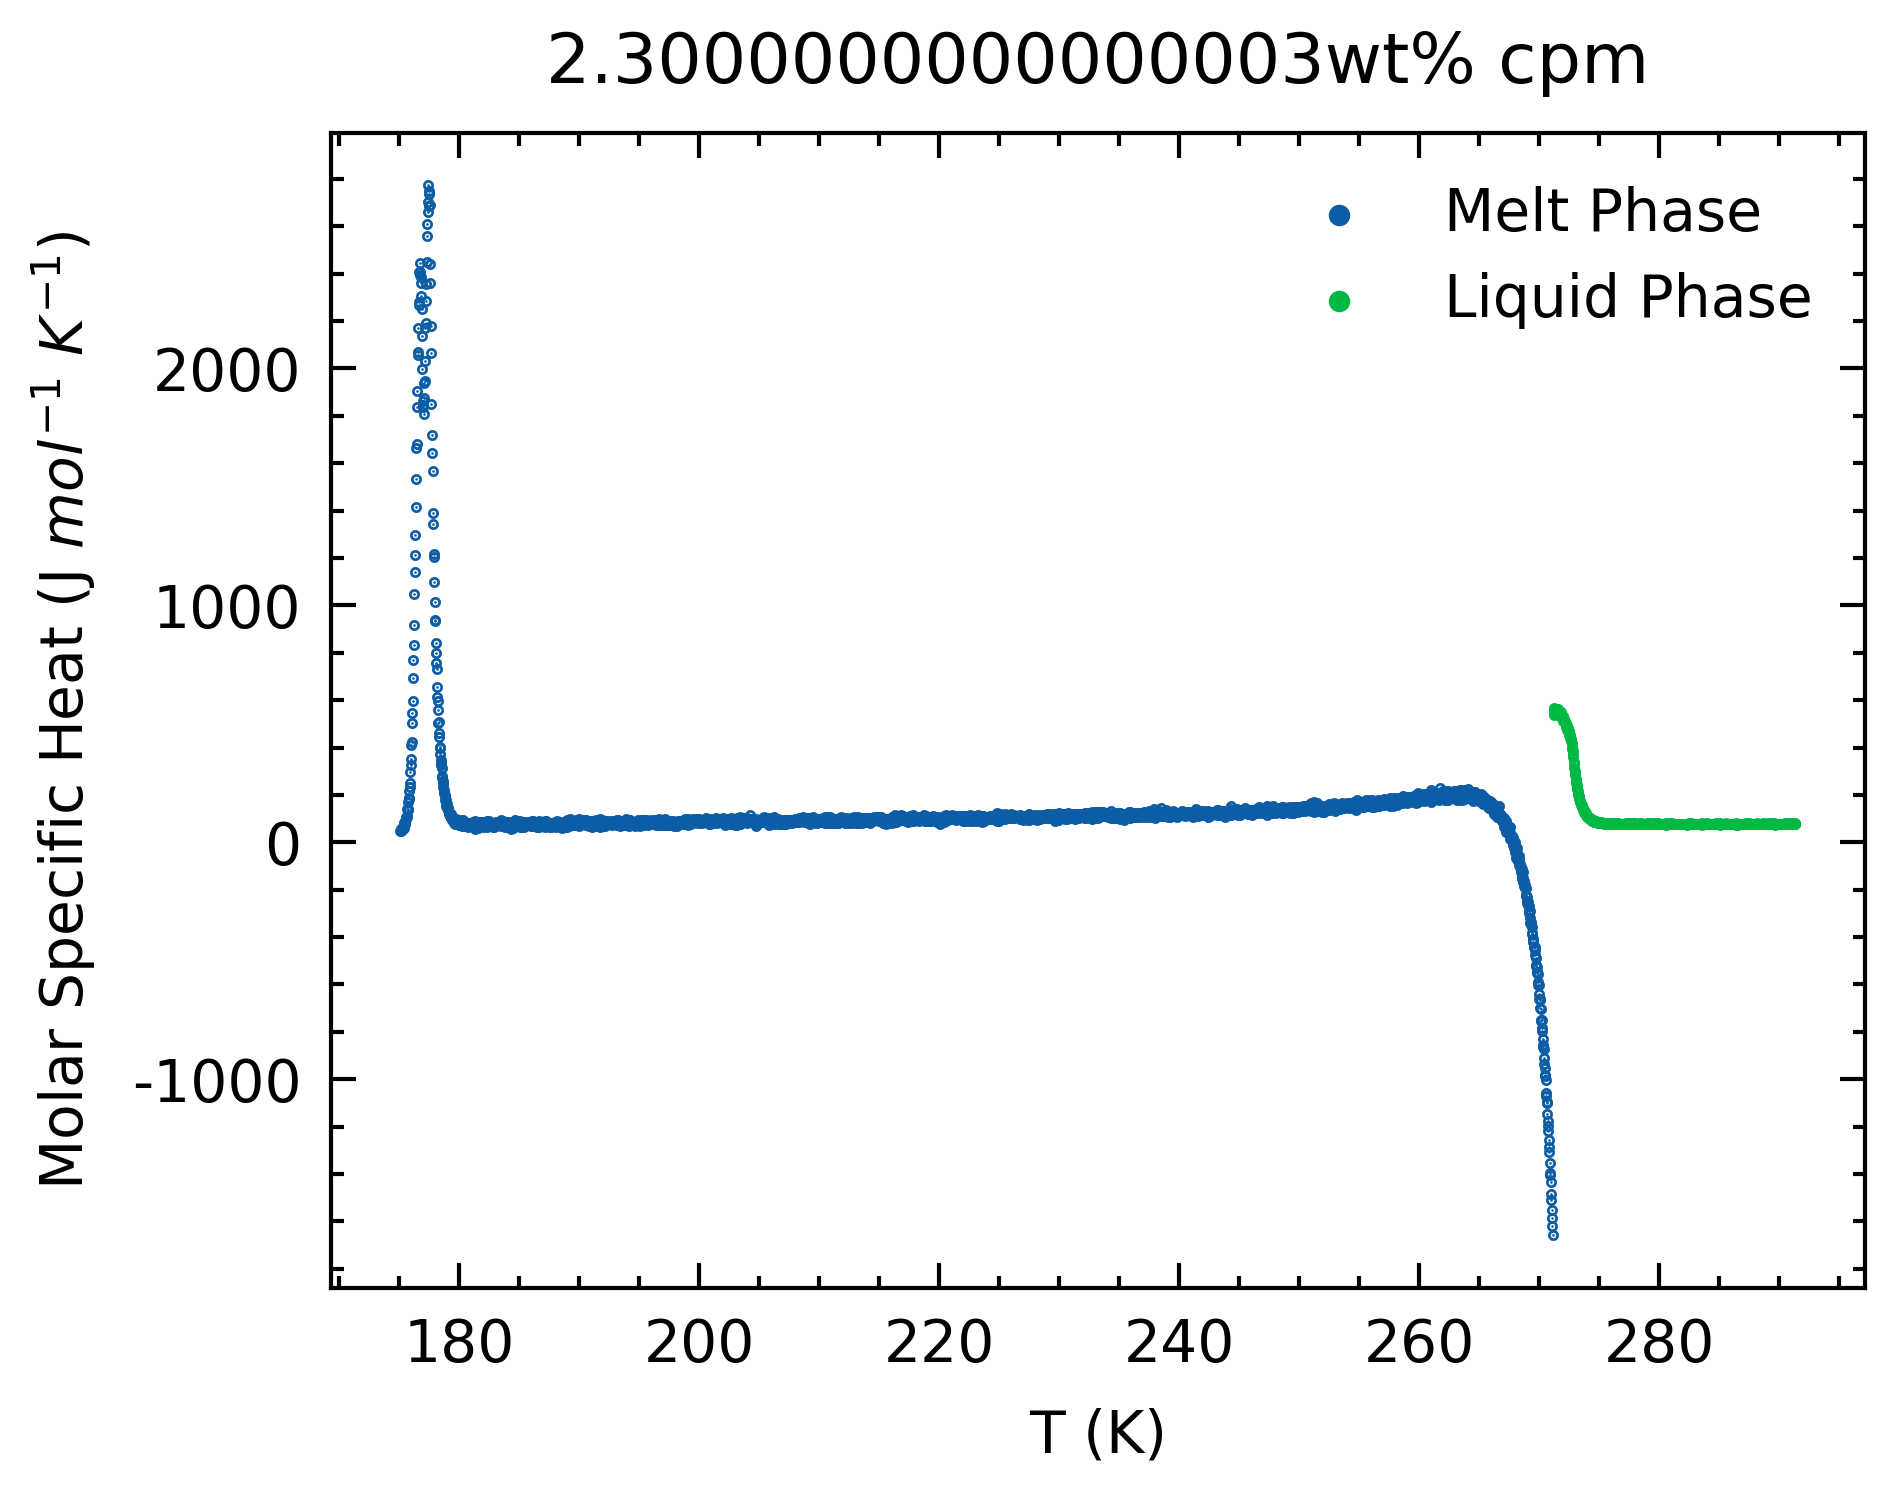 2.3000000000000003wt% cpm
Melt Phase
Liquid Phase
Molar Specific Heat (J mol⁻¹ K⁻¹)
2000
1000
0
-1000
180 200 220 240 260 280
T (K)